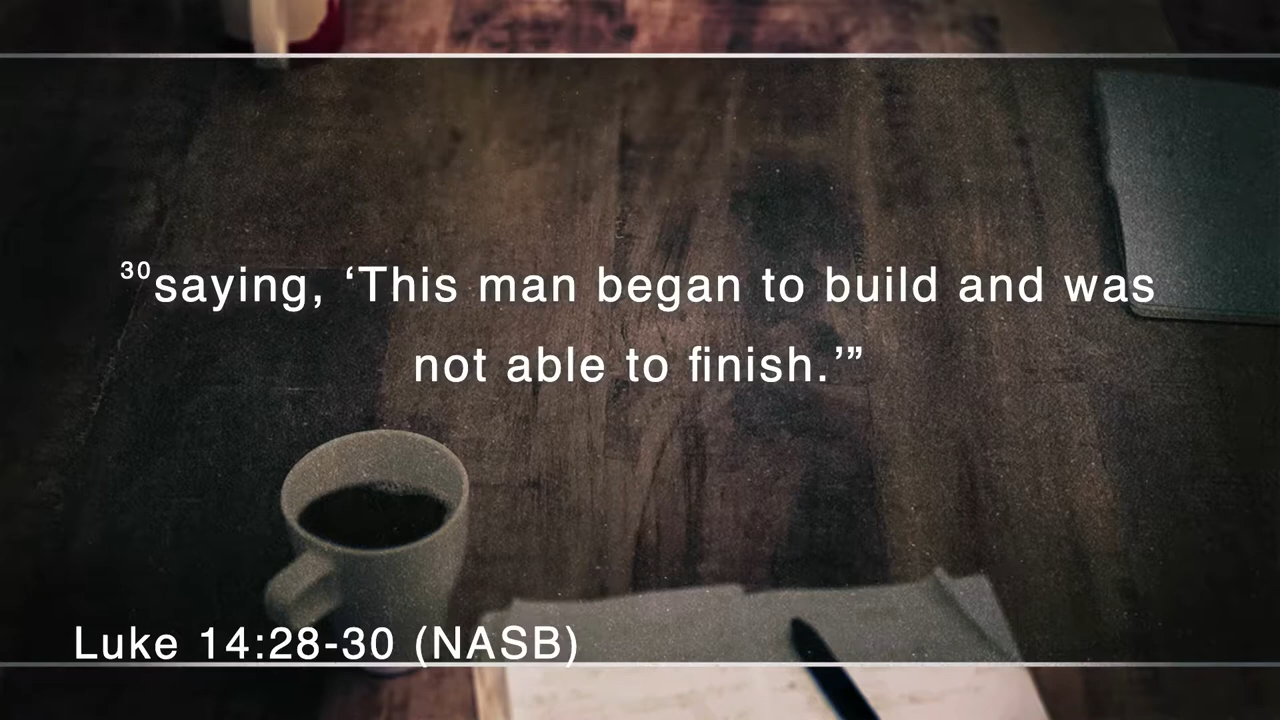 ³⁰saying, ‘This man began to build and was
not able to finish.’”
Luke 14:28-30 (NASB)